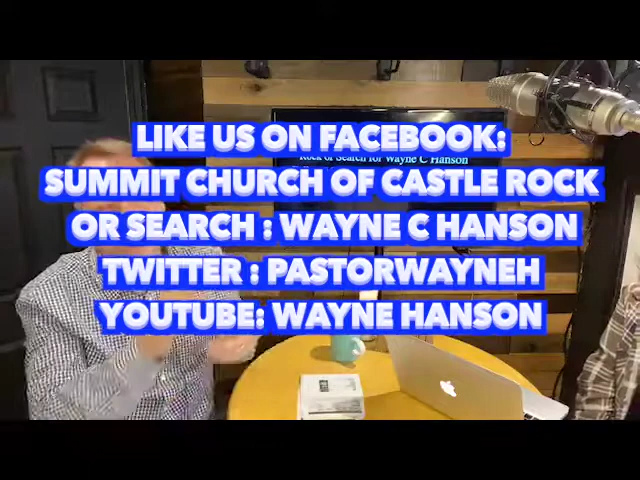 LIKE US ON FACEBOOK:
Rock or Search for Wayne C Hanson
SUMMIT CHURCH OF CASTLE ROCK
OR SEARCH : WAYNE C HANSON
TWITTER : PASTORWAYNEH
YOUTUBE: WAYNE HANSON